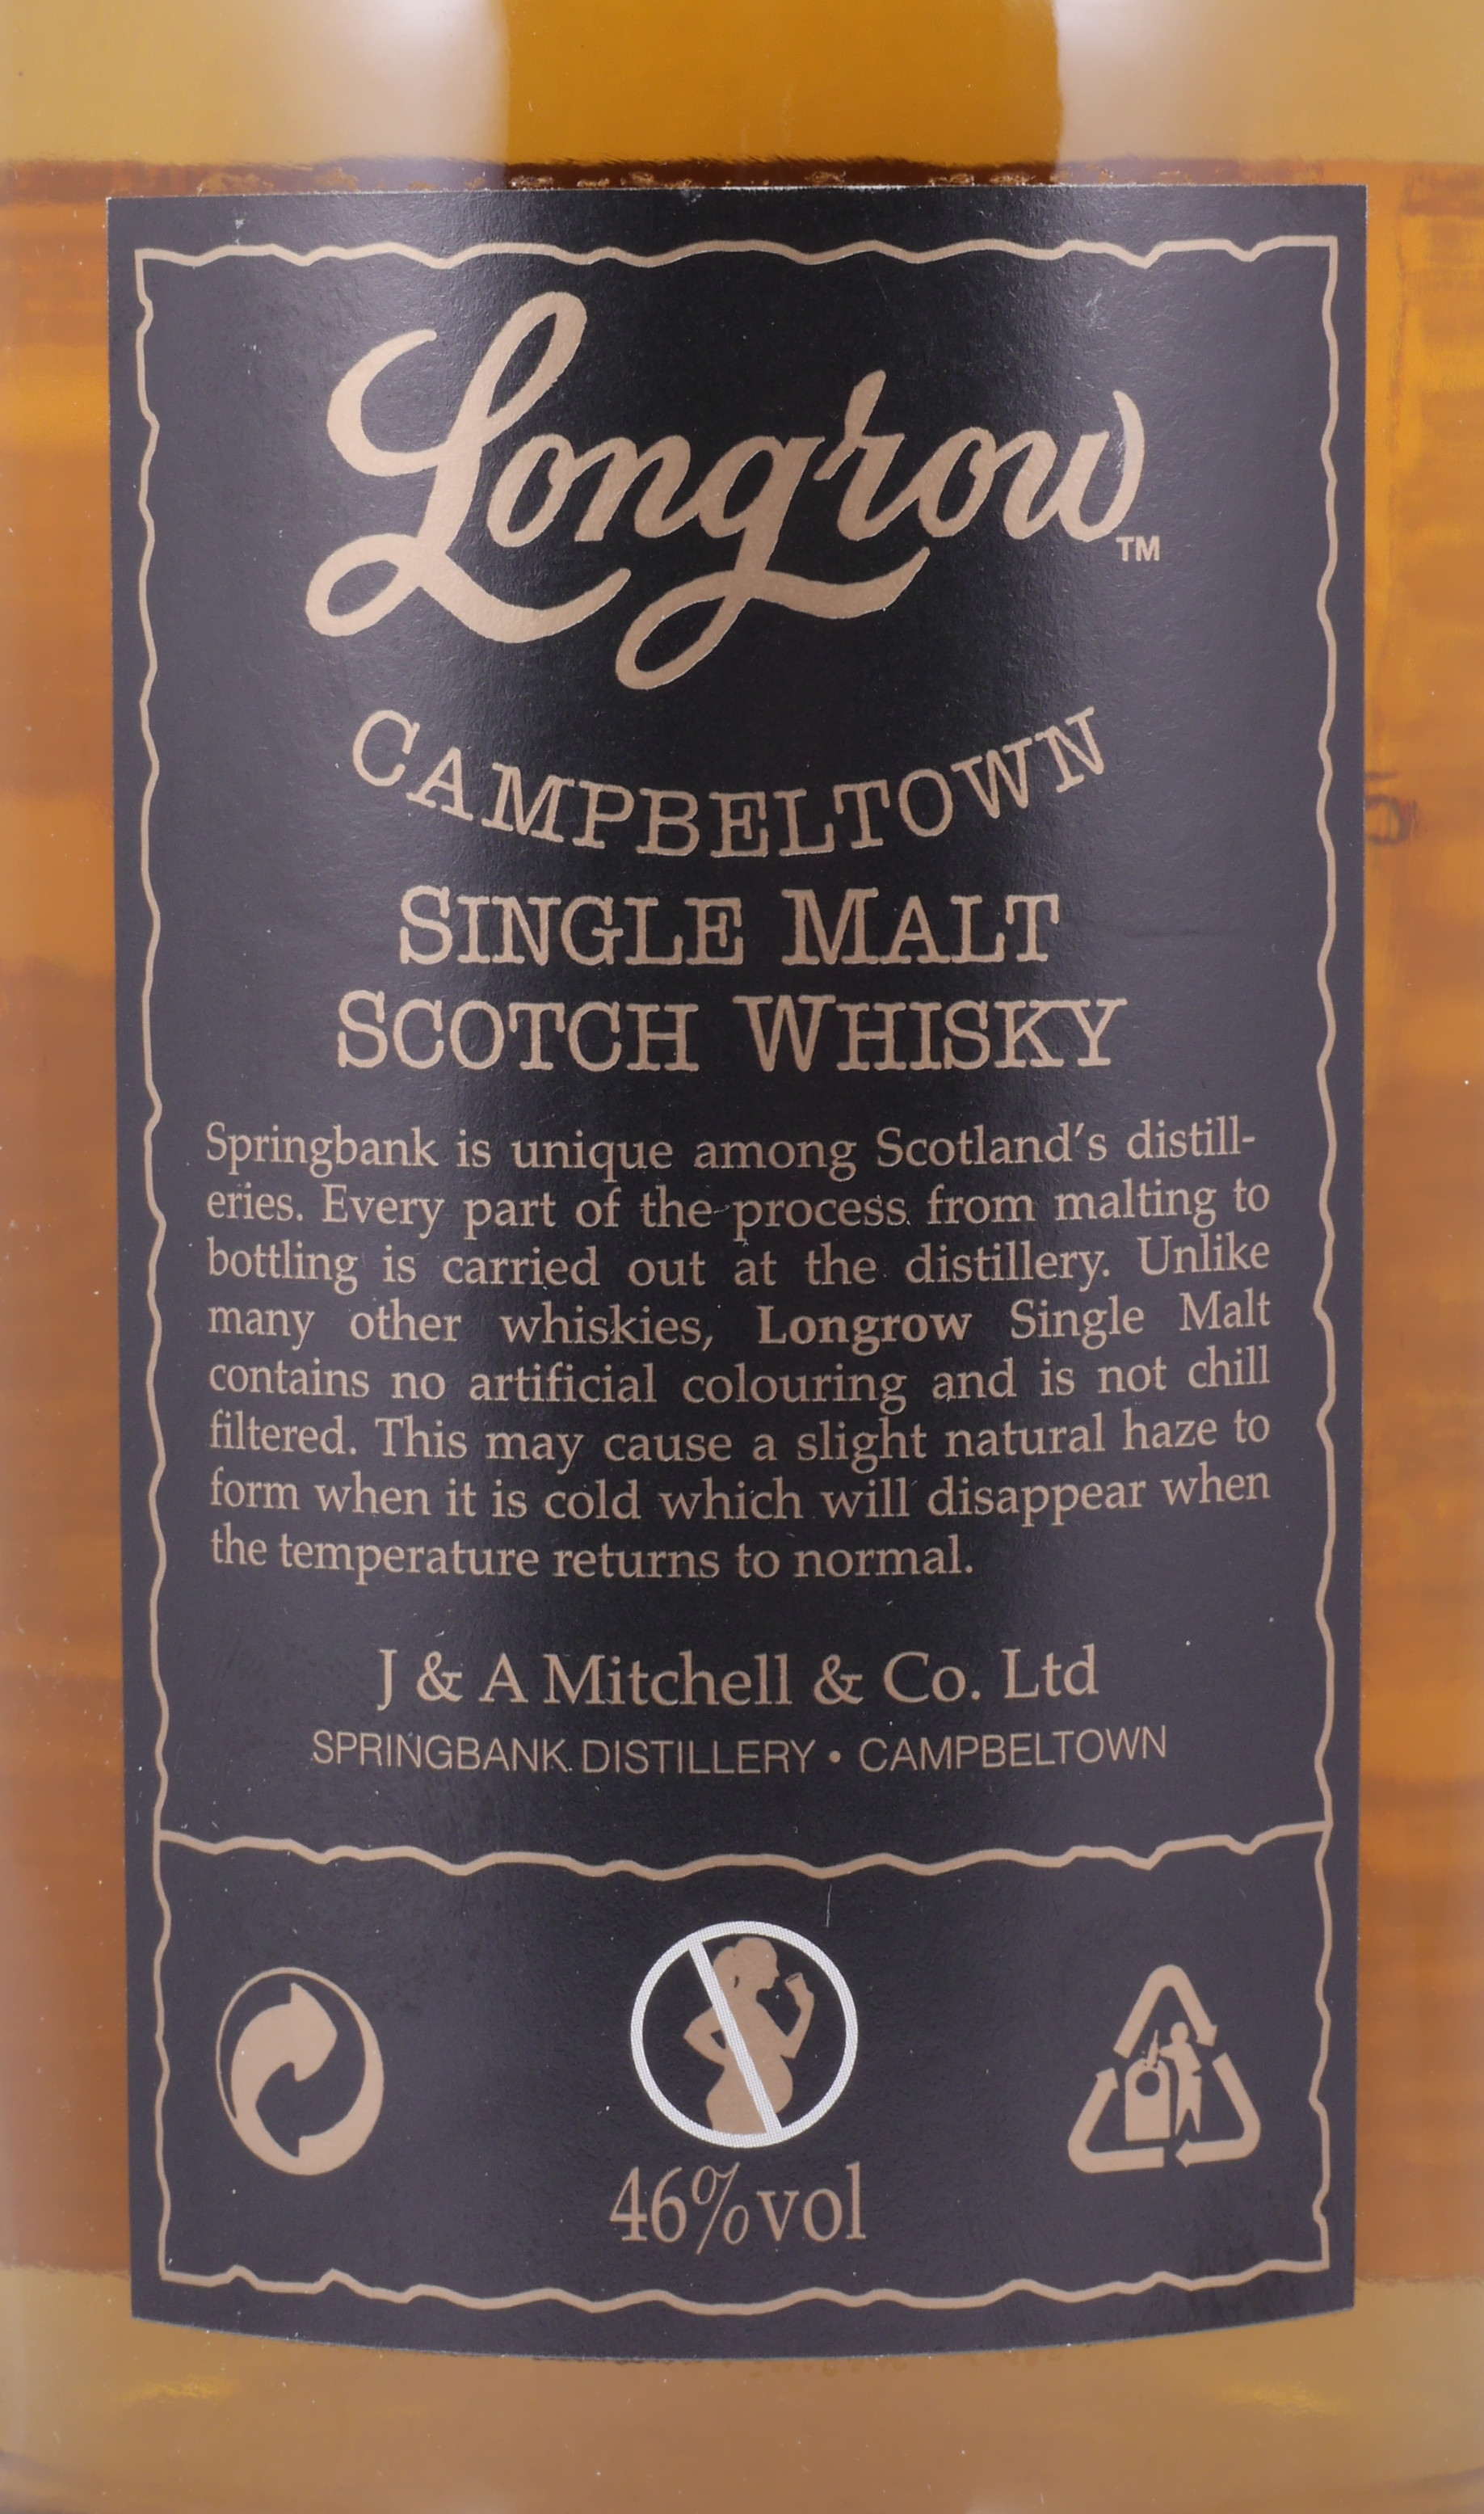 Longrow™
CAMPBELTOWN
SINGLE MALT
SCOTCH WHISKY
Springbank is unique among Scotland's distill-
eries. Every part of the process from malting to
bottling is carried out at the distillery. Unlike
many other whiskies, Longrow Single Malt
contains no artificial colouring and is not chill
filtered. This may cause a slight natural haze to
form when it is cold which will disappear when
the temperature returns to normal.
J & A Mitchell & Co. Ltd
SPRINGBANK DISTILLERY • CAMPBELTOWN
46%vol